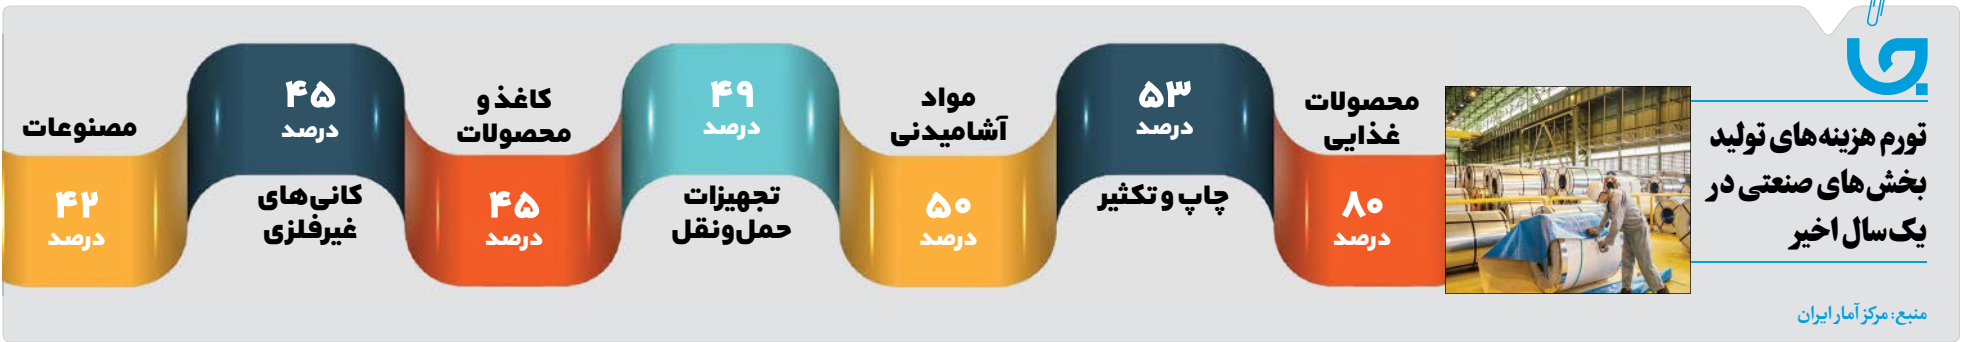 تورم هزینه‌های تولید
بخش‌های صنعتی در
یک‌سال اخیر
منبع: مرکز آمار ایران
محصولات
غذایی
۸۰
درصد
۵۳
درصد
چاپ و تکثیر
مواد
آشامیدنی
۵۰
درصد
۴۹
درصد
تجهیزات
حمل‌ونقل
کاغذ و
محصولات
۴۵
درصد
۴۵
درصد
کانی‌های
غیرفلزی
مصنوعات
۴۲
درصد